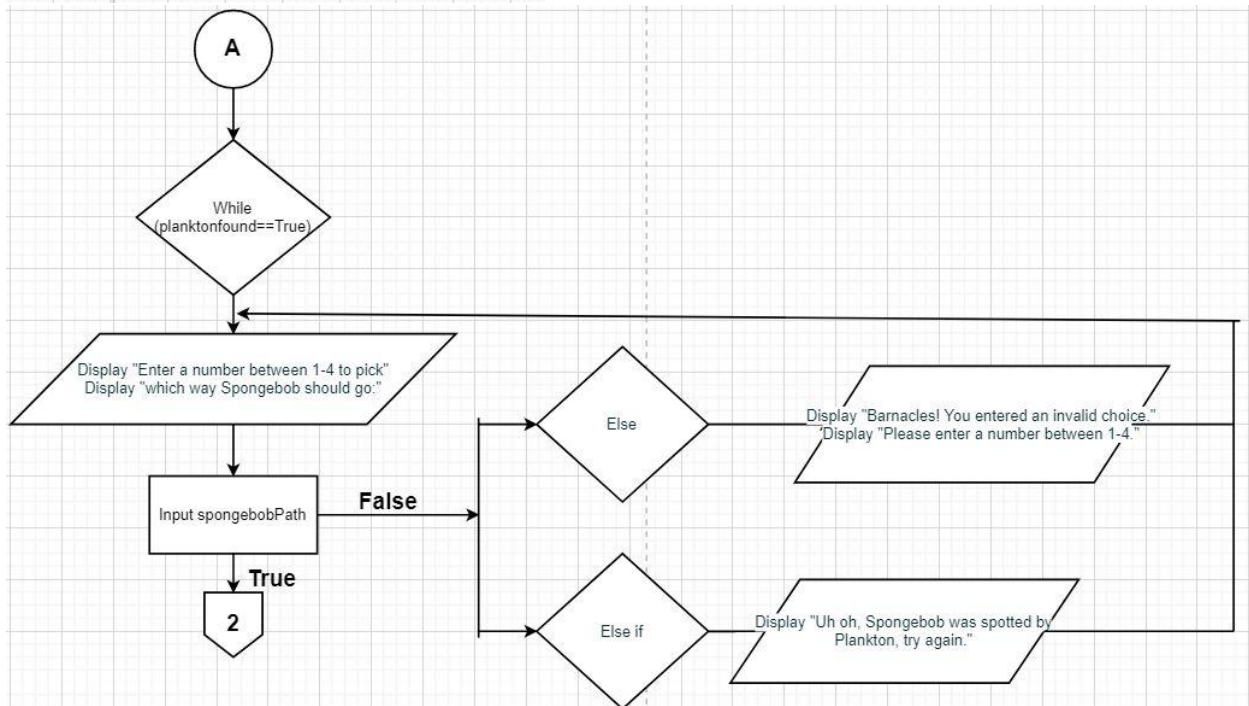 A
While
(planktonfound==True)
Display "Enter a number between 1-4 to pick"
Display "which way Spongebob should go:"
Input spongebobPath
False
True
2
Else
Display "Barnacles! You entered an invalid choice."
'Display "Please enter a number between 1-4."
Else if
Display "Uh oh, Spongebob was spotted by
Plankton, try again."